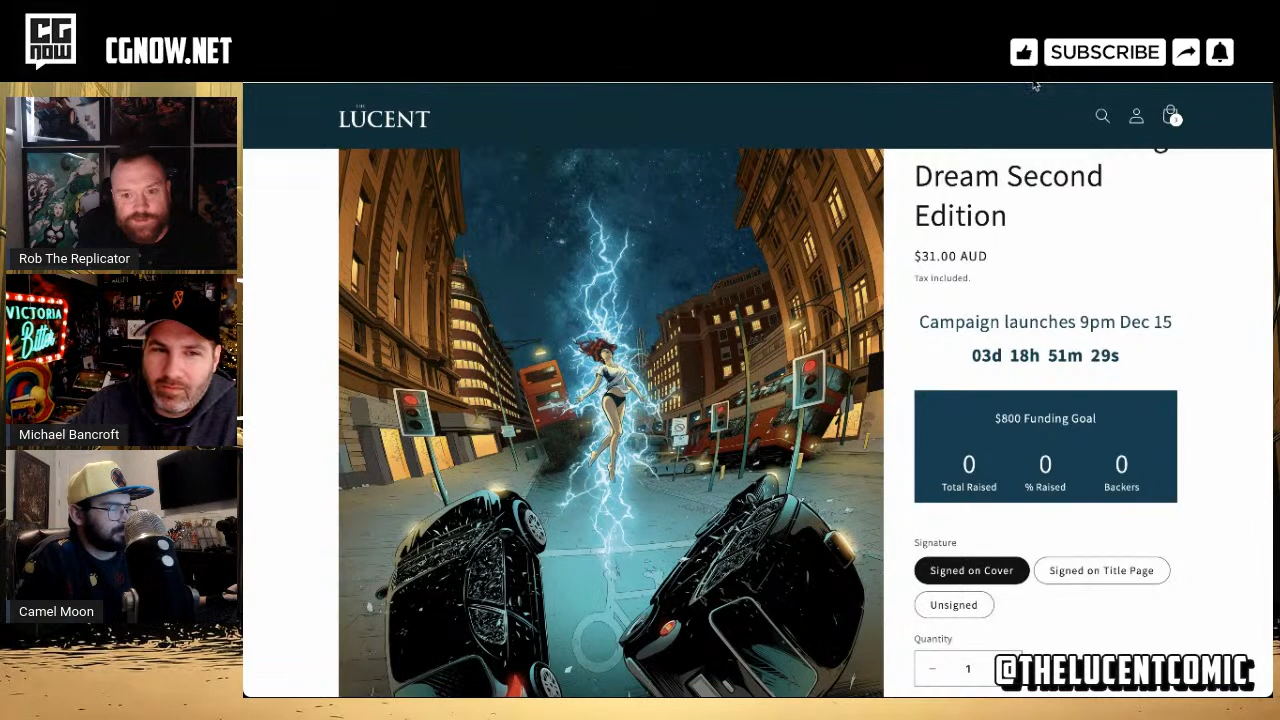 CG
NOW
CGNOW.NET
SUBSCRIBE
THE
LUCENT
Dream Second
Edition
$31.00 AUD
Tax included.
Campaign launches 9pm Dec 15
03d 18h 51m 29s
$800 Funding Goal
0 0 0
Total Raised % Raised Backers
Signature
Signed on Cover Signed on Title Page
Unsigned
Quantity
− 1
@THELUCENTCOMIC
Rob The Replicator
VICTORIA
Bitter
Michael Bancroft
Camel Moon